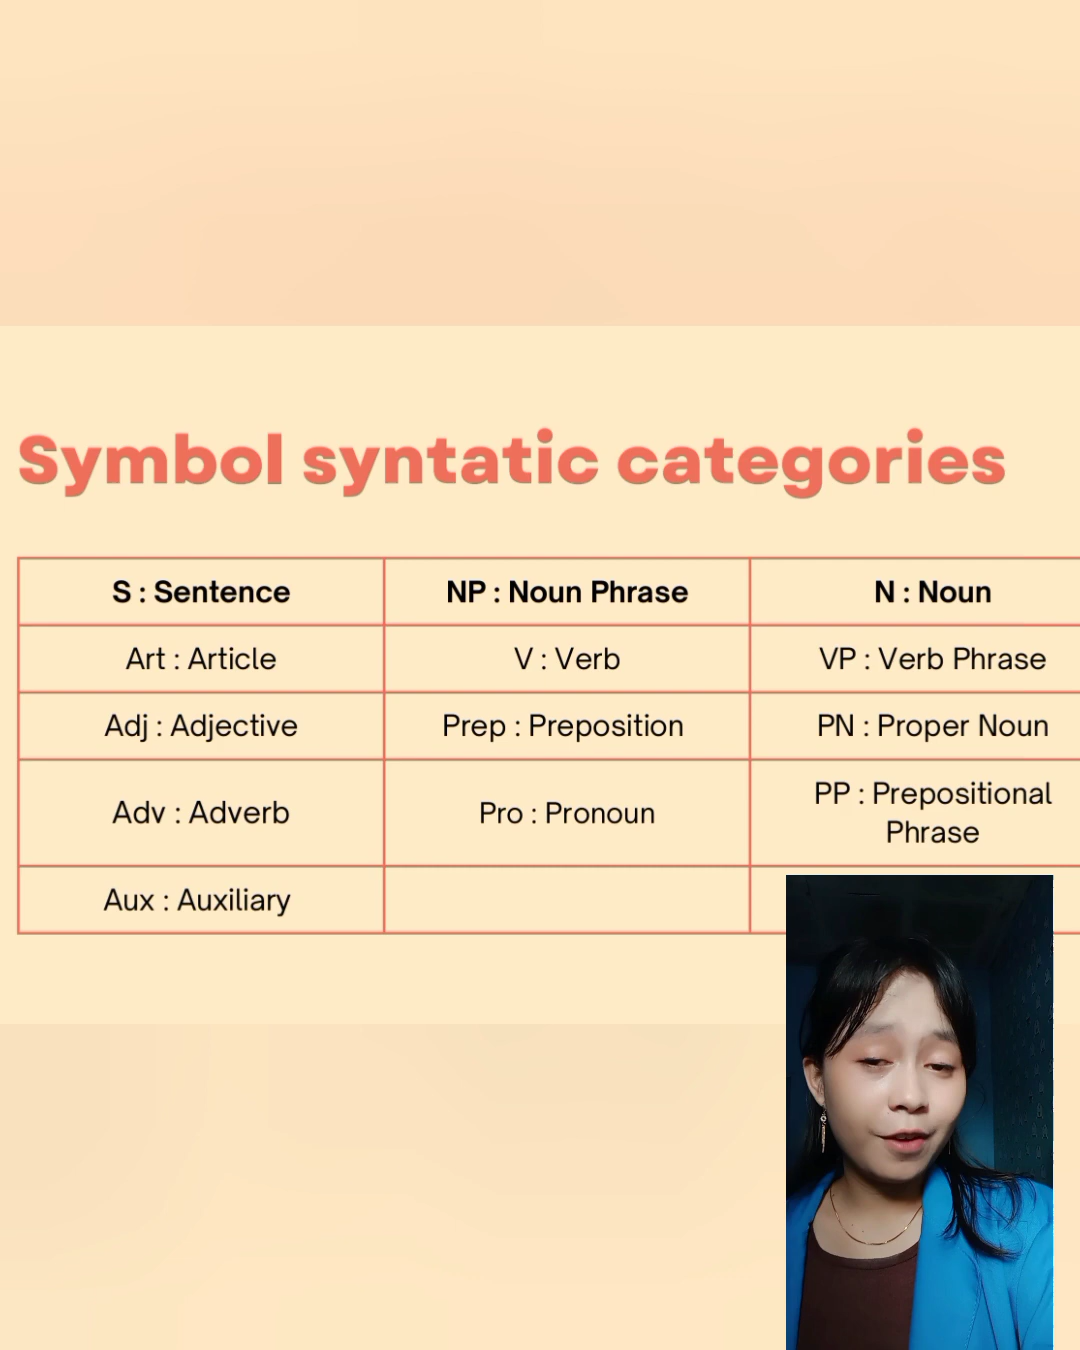 Symbol syntatic categories
S : Sentence
NP : Noun Phrase
N : Noun
Art : Article
V : Verb
VP : Verb Phrase
Adj : Adjective
Prep : Preposition
PN : Proper Noun
Adv : Adverb
Pro : Pronoun
PP : Prepositional
Phrase
Aux : Auxiliary